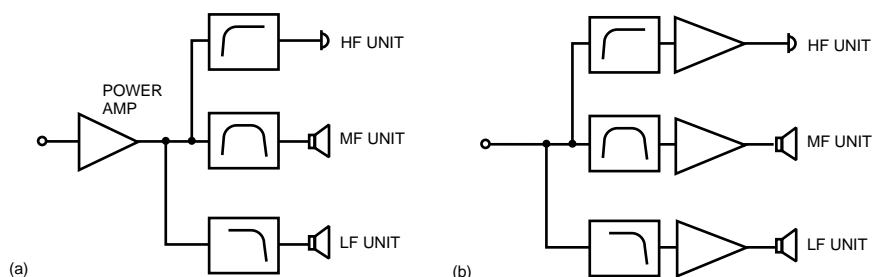 HF UNIT
POWER
AMP
MF UNIT
LF UNIT
(a)
HF UNIT
MF UNIT
LF UNIT
(b)